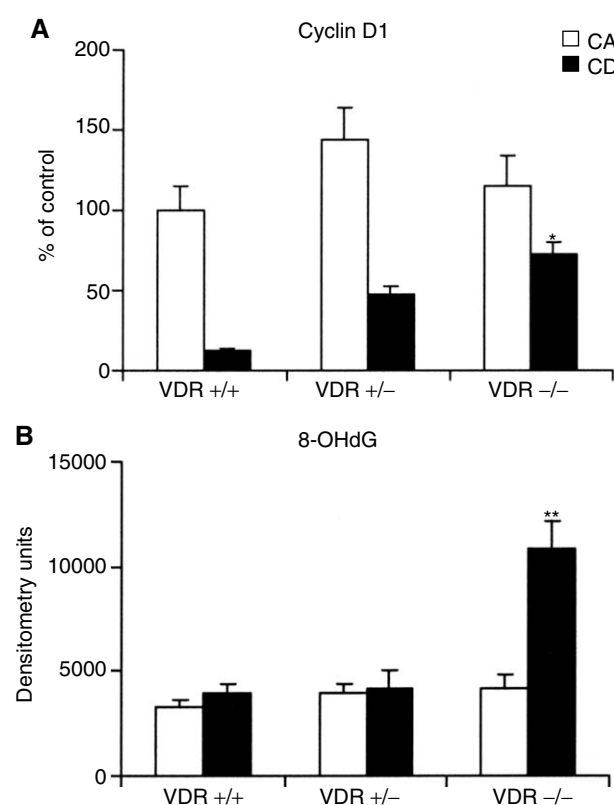 A
Cyclin D1
CA
CD
% of control
200
150
100
50
0
VDR +/+
VDR +/–
VDR –/–
*
B
8-OHdG
Densitometry units
15000
10000
5000
0
VDR +/+
VDR +/–
VDR –/–
**